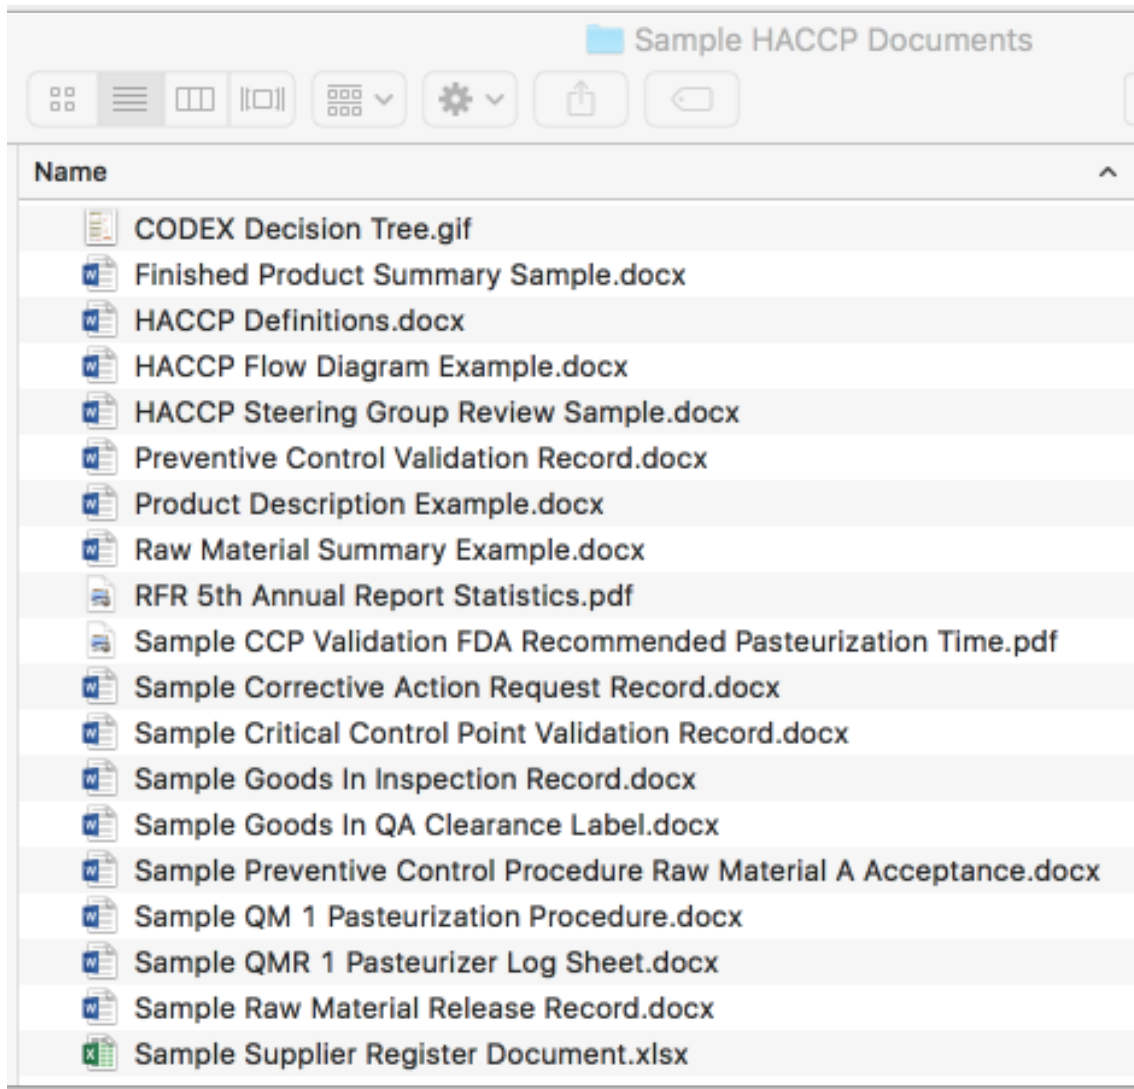 Sample HACCP Documents
Name
CODEX Decision Tree.gif
Finished Product Summary Sample.docx
HACCP Definitions.docx
HACCP Flow Diagram Example.docx
HACCP Steering Group Review Sample.docx
Preventive Control Validation Record.docx
Product Description Example.docx
Raw Material Summary Example.docx
RFR 5th Annual Report Statistics.pdf
Sample CCP Validation FDA Recommended Pasteurization Time.pdf
Sample Corrective Action Request Record.docx
Sample Critical Control Point Validation Record.docx
Sample Goods In Inspection Record.docx
Sample Goods In QA Clearance Label.docx
Sample Preventive Control Procedure Raw Material A Acceptance.docx
Sample QM 1 Pasteurization Procedure.docx
Sample QMR 1 Pasteurizer Log Sheet.docx
Sample Raw Material Release Record.docx
Sample Supplier Register Document.xlsx